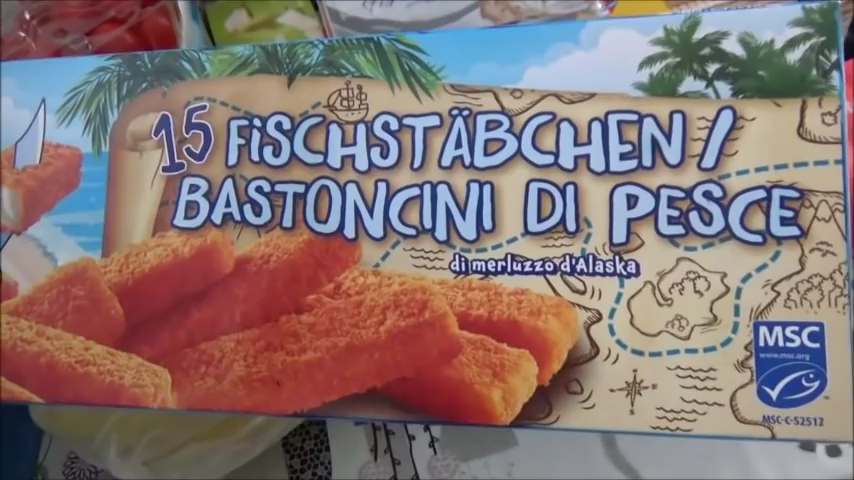 15 FiSCHSTÄBCHEN /
BASTONCINI DI PESCE
di merluzzo d'Alaska
MSC
www.msc.org
MSC-C-52512